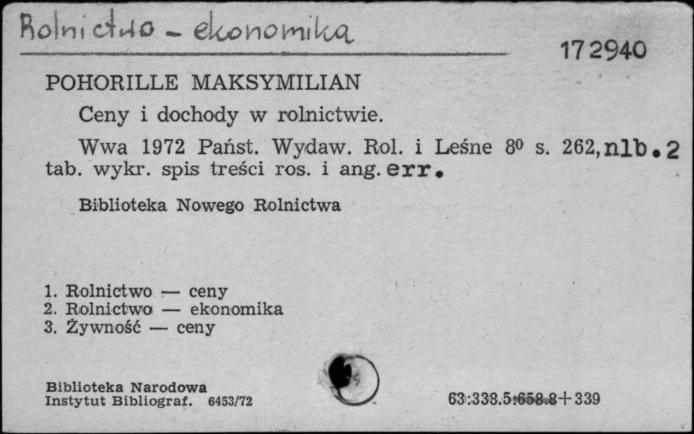 Rolnictwo - ekonomika
172940
POHORILLE MAKSYMILIAN
Ceny i dochody w rolnictwie.
Wwa 1972 Państ. Wydaw. Rol. i Leśne 8⁰ s. 262, nlb.2
tab. wykr. spis treści ros. i ang. err.
Biblioteka Nowego Rolnictwa
1. Rolnictwo — ceny
2. Rolnictwo — ekonomika
3. Żywność — ceny
Biblioteka Narodowa
Instytut Bibliograf. 6453/72
63:338.5:658.8+339